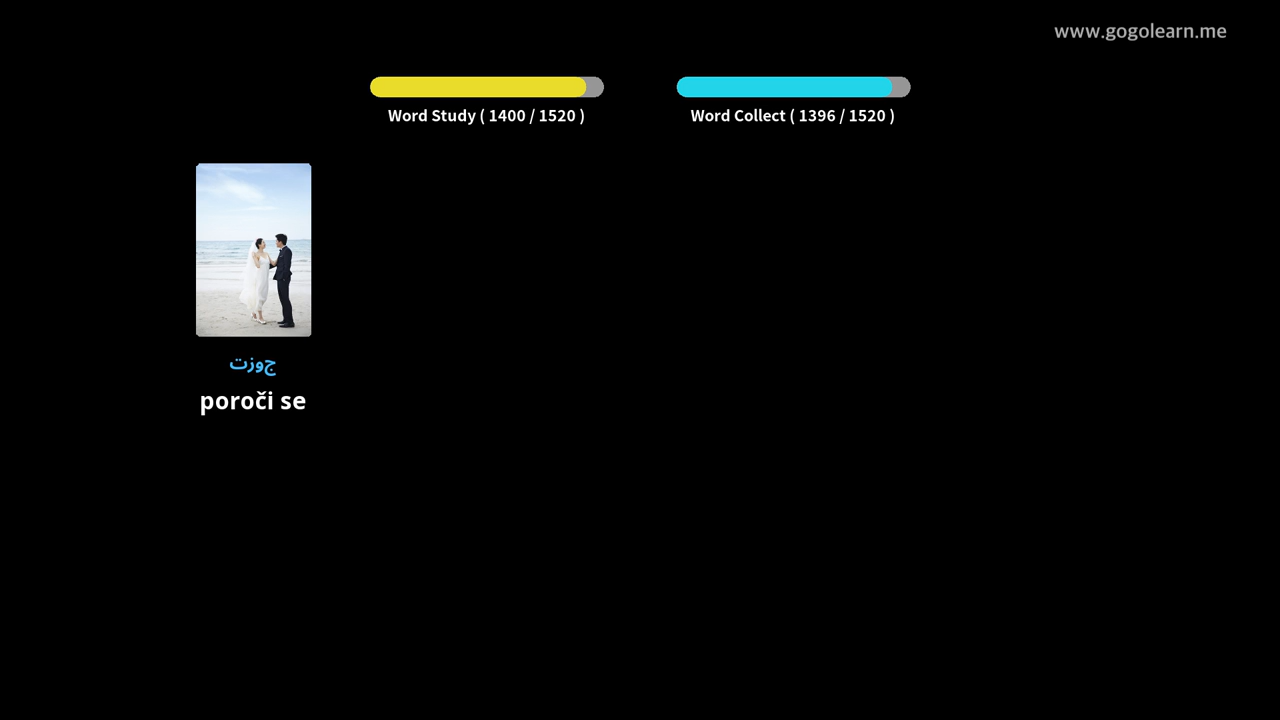 www.gogolearn.me
Word Study ( 1400 / 1520 )
Word Collect ( 1396 / 1520 )
جوزت
poroči se